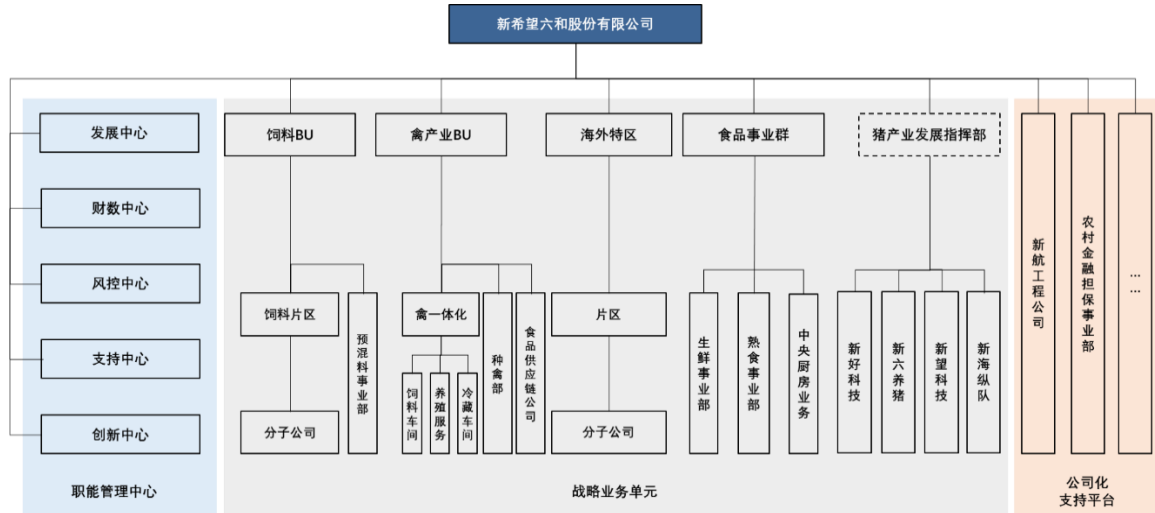 新希望六和股份有限公司
发展中心
财数中心
风控中心
支持中心
创新中心
职能管理中心
饲料BU
禽产业BU
海外特区
食品事业群
猪产业发展指挥部
饲料片区
预混料事业部
分子公司
禽一体化
饲料车间
养殖服务
冷藏车间
种禽部
食品供应链公司
片区
分子公司
生鲜事业部
熟食事业部
中央厨房业务
新好科技
新六养猪
新望科技
新海纵队
战略业务单元
新航工程公司
农村金融担保事业部
……
公司化
支持平台